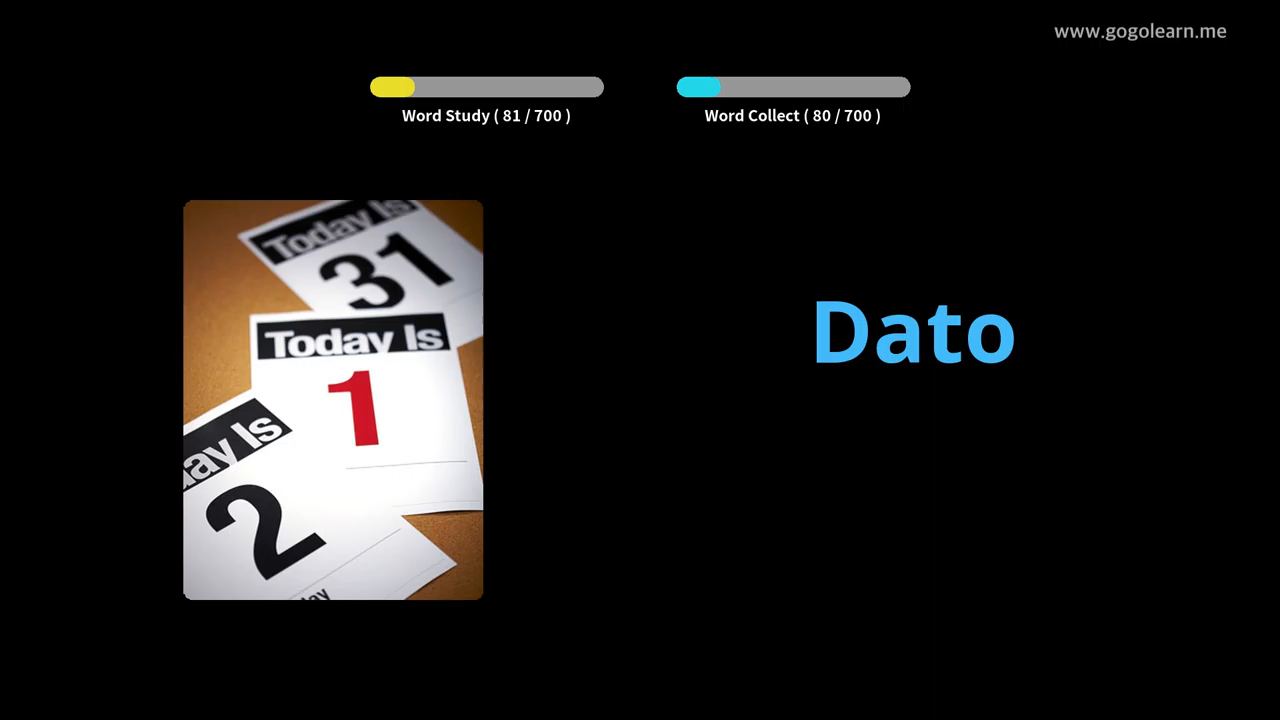 www.gogolearn.me
Word Study ( 81 / 700 )
Word Collect ( 80 / 700 )
Today Is
31
Today Is
1
ay Is
2
Dato